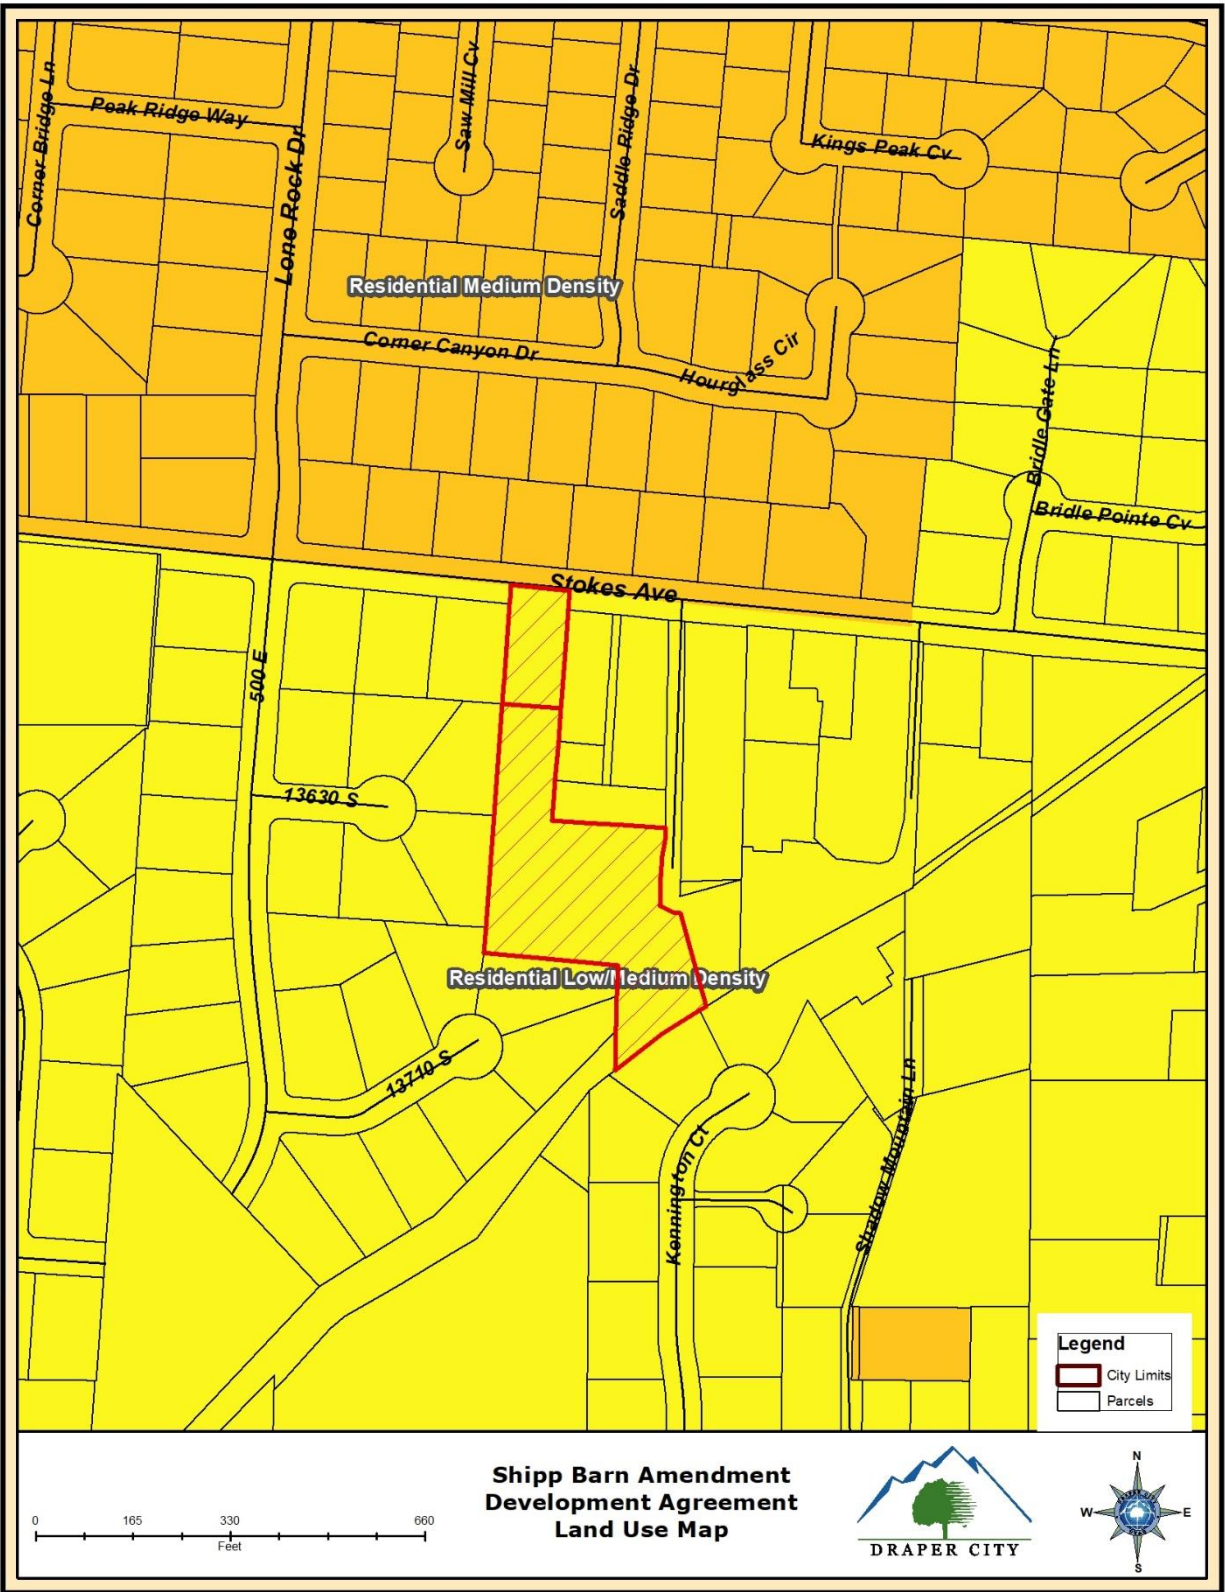 Corner Bridge Ln
Peak Ridge Way
Lone Rock Dr
Saw Mill Cv
Saddle Ridge Dr
Kings Peak Cv
Residential Medium Density
Corner Canyon Dr
Hourglass Cir
Bridle Gate Ln
Bridle Pointe Cv
Stokes Ave
500 E
13630 S
Residential Low/Medium Density
13710 S
Kennington Ct
Shadow Mountain Ln
Legend
City Limits
Parcels
Shipp Barn Amendment
Development Agreement
Land Use Map
0 165 330 660
Feet
DRAPER CITY
N
W E
S